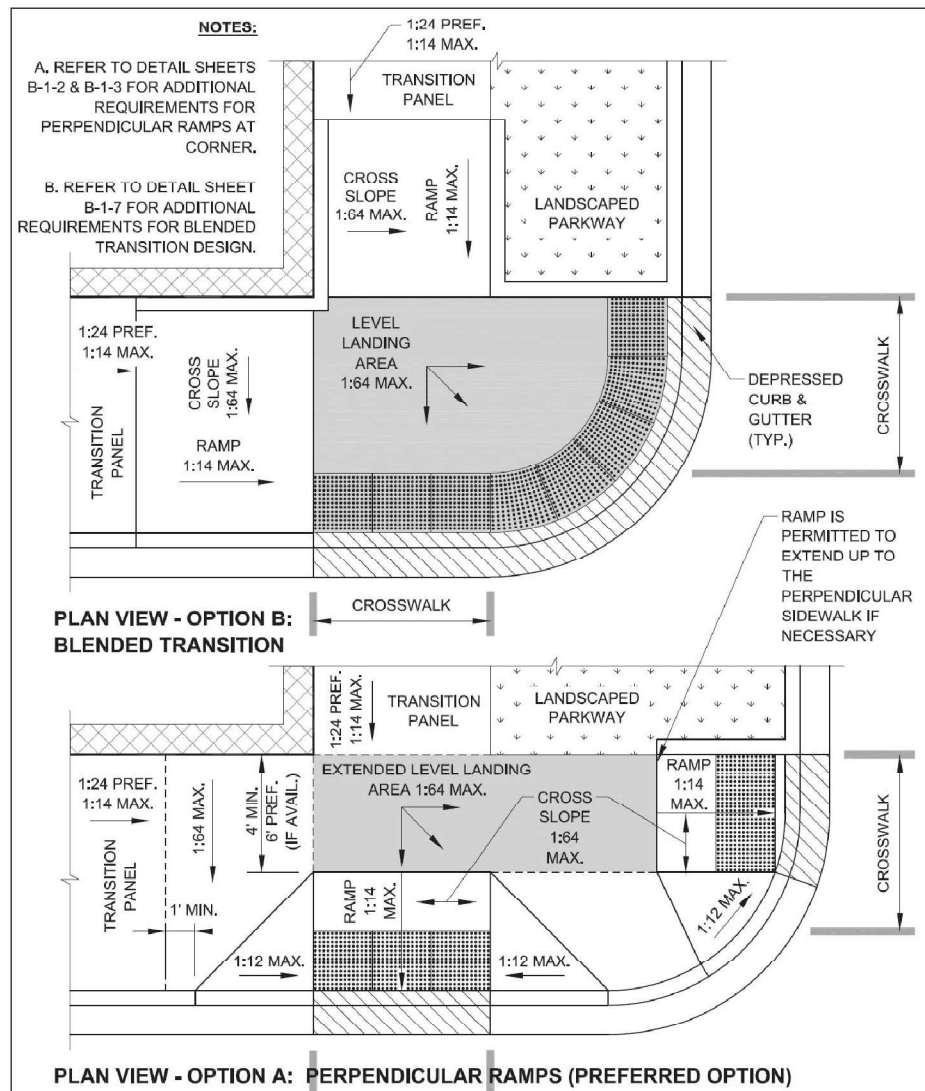 NOTES:
A. REFER TO DETAIL SHEETS
B-1-2 & B-1-3 FOR ADDITIONAL
REQUIREMENTS FOR
PERPENDICULAR RAMPS AT
CORNER.
B. REFER TO DETAIL SHEET
B-1-7 FOR ADDITIONAL
REQUIREMENTS FOR BLENDED
TRANSITION DESIGN.
1:24 PREF.
1:14 MAX.
TRANSITION
PANEL
CROSS
SLOPE
1:64 MAX.
RAMP
1:14 MAX.
LANDSCAPED
PARKWAY
1:24 PREF.
1:14 MAX.
TRANSITION
PANEL
CROSS
SLOPE
1:64 MAX.
RAMP
1:14 MAX.
LEVEL
LANDING
AREA
1:64 MAX.
DEPRESSED
CURB &
GUTTER
(TYP.)
CROSSWALK
CROSSWALK
RAMP IS
PERMITTED TO
EXTEND UP TO
THE
PERPENDICULAR
SIDEWALK IF
NECESSARY
PLAN VIEW - OPTION B:
BLENDED TRANSITION
1:24 PREF.
1:14 MAX.
TRANSITION
PANEL
LANDSCAPED
PARKWAY
1:24 PREF.
1:14 MAX.
TRANSITION
PANEL
1:64 MAX.
1' MIN.
4' MIN.
6' PREF.
(IF AVAIL.)
EXTENDED LEVEL LANDING
AREA 1:64 MAX.
CROSS
SLOPE
1:64
MAX.
RAMP
1:14
MAX.
RAMP
1:14
MAX.
1:12 MAX.
1:12 MAX.
1:12 MAX.
CROSSWALK
PLAN VIEW - OPTION A: PERPENDICULAR RAMPS (PREFERRED OPTION)